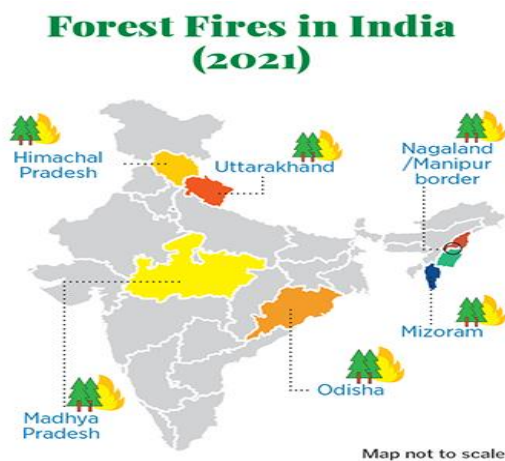 Forest Fires in India
(2021)
Himachal
Pradesh
Uttarakhand
Nagaland
/Manipur
border
Mizoram
Odisha
Madhya
Pradesh
Map not to scale